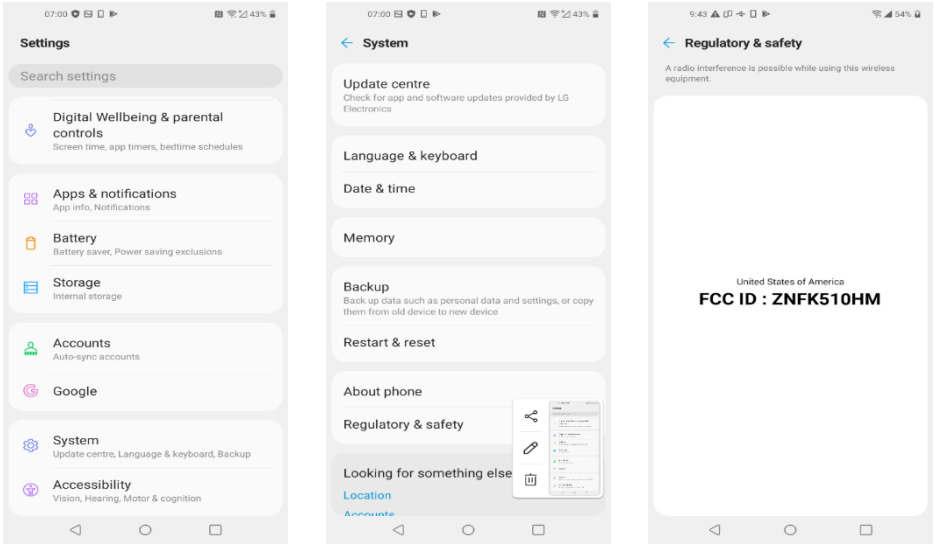 07:00
43%
Settings
Search settings
Digital Wellbeing & parental
controls
Screen time, app timers, bedtime schedules
Apps & notifications
App info, Notifications
Battery
Battery saver, Power saving exclusions
Storage
Internal storage
Accounts
Auto-sync accounts
Google
System
Update centre, Language & keyboard, Backup
Accessibility
Vision, Hearing, Motor & cognition
07:00
43%
System
Update centre
Check for app and software updates provided by LG
Electronics
Language & keyboard
Date & time
Memory
Backup
Back up data such as personal data and settings, or copy
them from old device to new device
Restart & reset
About phone
Regulatory & safety
Looking for something else
Location
Accounts
9:43
54%
Regulatory & safety
A radio interference is possible while using this wireless
equipment.
United States of America
FCC ID : ZNFK510HM